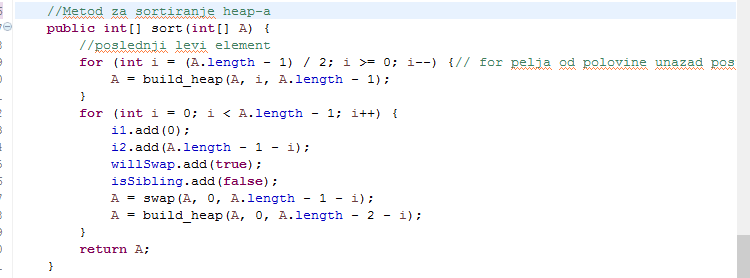 //Metod za sortiranje heap-a
public int[] sort(int[] A) {
//poslednji levi element
for (int i = (A.length - 1) / 2; i >= 0; i--) {// for pelja od polovine unazad pos
A = build_heap(A, i, A.length - 1);
}
for (int i = 0; i < A.length - 1; i++) {
i1.add(0);
i2.add(A.length - 1 - i);
willSwap.add(true);
isSibling.add(false);
A = swap(A, 0, A.length - 1 - i);
A = build_heap(A, 0, A.length - 2 - i);
}
return A;
}